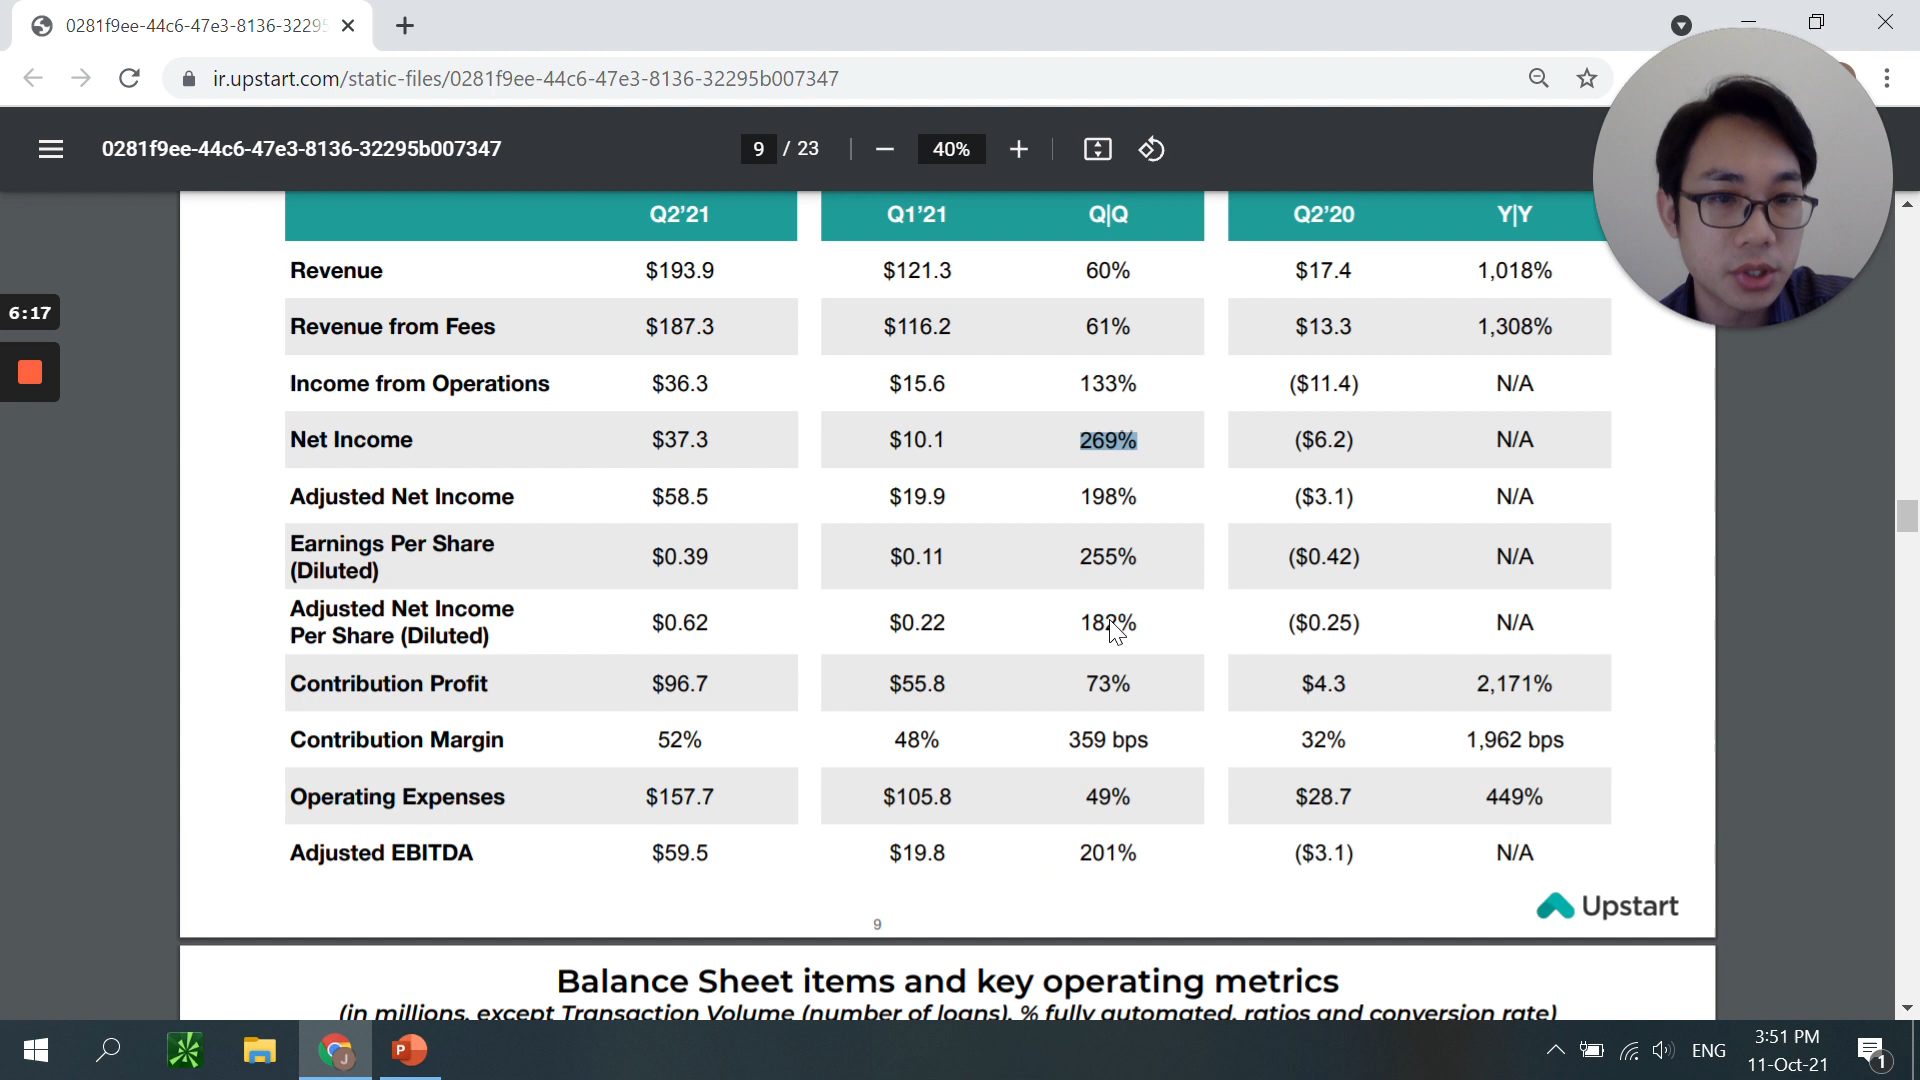 0281f9ee-44c6-47e3-8136-3229
ir.upstart.com/static-files/0281f9ee-44c6-47e3-8136-32295b007347
0281f9ee-44c6-47e3-8136-32295b007347 9 / 23 40%
Q2'21 Q1'21 Q|Q Q2'20 Y|Y
Revenue $193.9 $121.3 60% $17.4 1,018%
6:17
Revenue from Fees $187.3 $116.2 61% $13.3 1,308%
Income from Operations $36.3 $15.6 133% ($11.4) N/A
Net Income $37.3 $10.1 269% ($6.2) N/A
Adjusted Net Income $58.5 $19.9 198% ($3.1) N/A
Earnings Per Share
(Diluted) $0.39 $0.11 255% ($0.42) N/A
Adjusted Net Income
Per Share (Diluted) $0.62 $0.22 182% ($0.25) N/A
Contribution Profit $96.7 $55.8 73% $4.3 2,171%
Contribution Margin 52% 48% 359 bps 32% 1,962 bps
Operating Expenses $157.7 $105.8 49% $28.7 449%
Adjusted EBITDA $59.5 $19.8 201% ($3.1) N/A
Upstart
9
Balance Sheet items and key operating metrics
(in millions, except Transaction Volume (number of loans), % fully automated, ratios and conversion rate)
J
P
ENG
3:51 PM
11-Oct-21
1